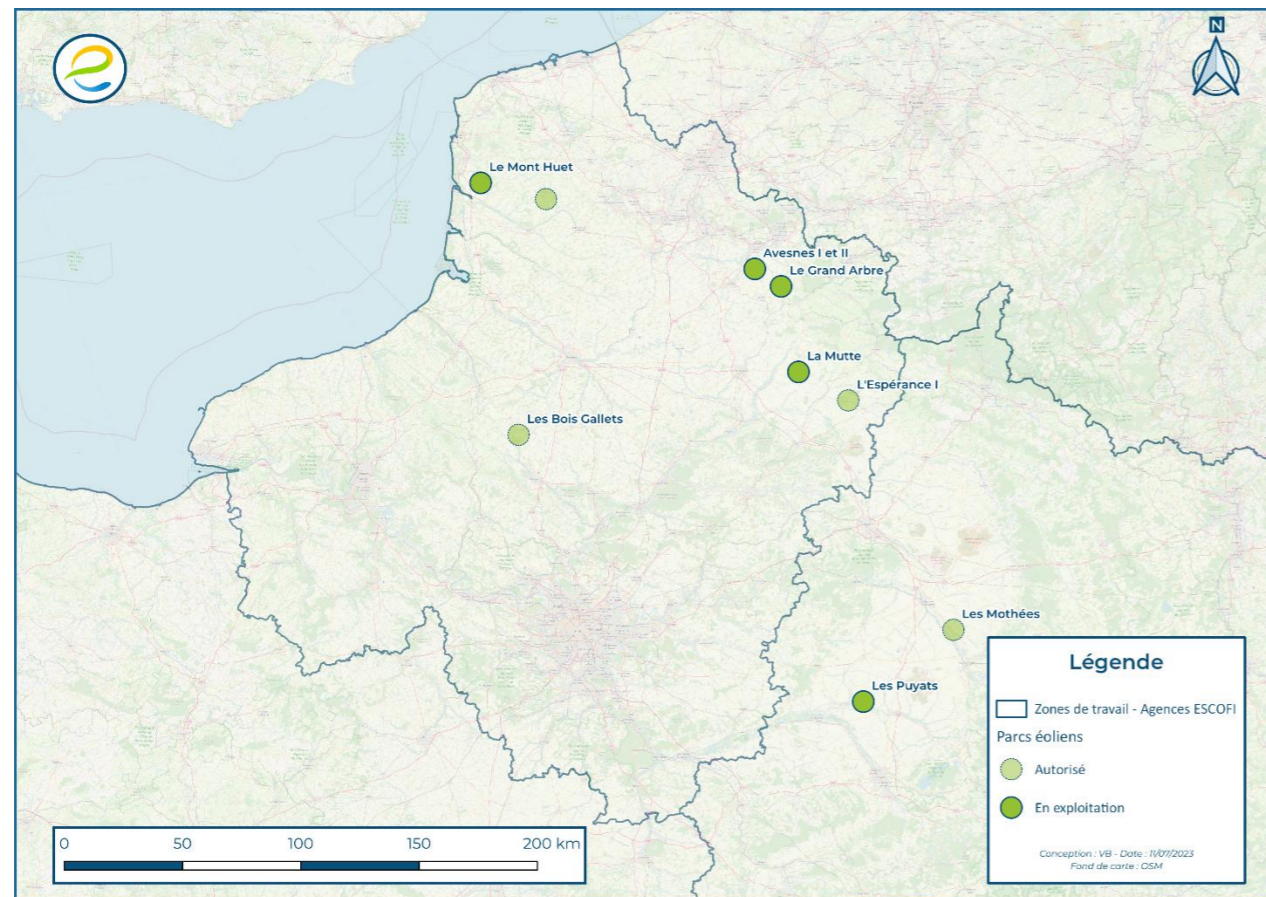 N
Le Mont Huet
Avesnes I et II
Le Grand Arbre
La Mutte
L'Espérance I
Les Bois Gallets
Les Mothées
Les Puyats
Légende
Zones de travail - Agences ESCOFI
Parcs éoliens
Autorisé
En exploitation
Conception : VB - Date : 11/07/2023
Fond de carte : OSM
0 50 100 150 200 km